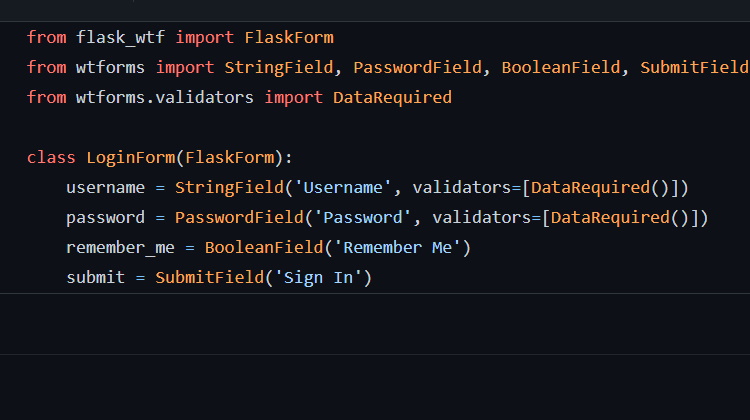 from flask_wtf import FlaskForm
from wtforms import StringField, PasswordField, BooleanField, SubmitField
from wtforms.validators import DataRequired
class LoginForm(FlaskForm):
    username = StringField('Username', validators=[DataRequired()])
    password = PasswordField('Password', validators=[DataRequired()])
    remember_me = BooleanField('Remember Me')
    submit = SubmitField('Sign In')